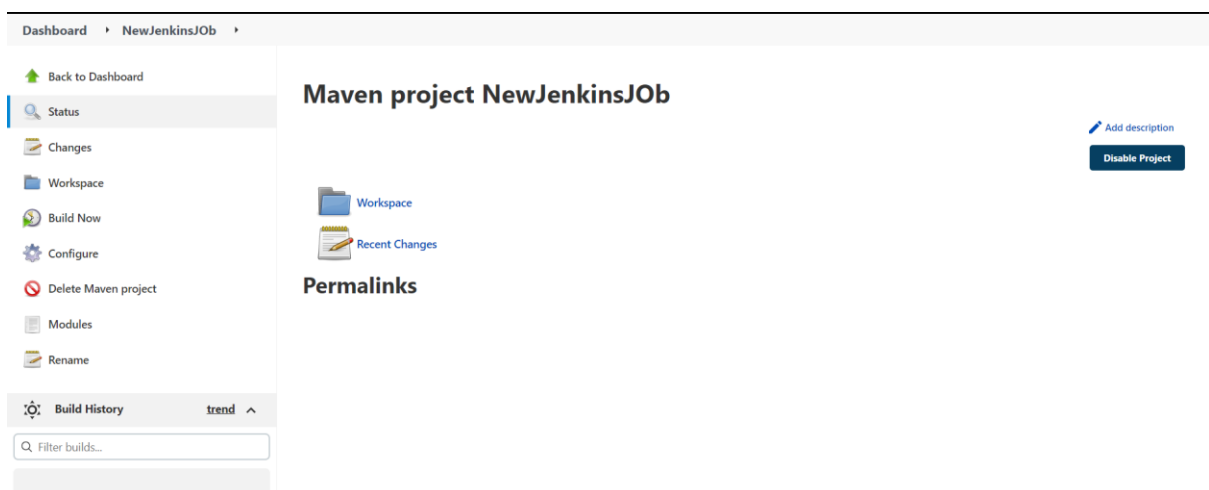 Dashboard NewJenkinsJOb
Back to Dashboard
Status
Changes
Workspace
Build Now
Configure
Delete Maven project
Modules
Rename
Build History trend
Filter builds...
Maven project NewJenkinsJOb
Add description
Disable Project
Workspace
Recent Changes
Permalinks